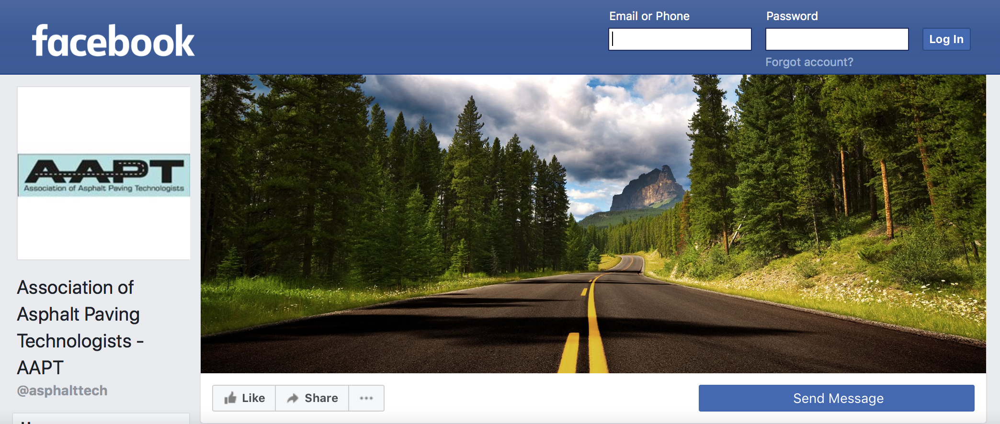 facebook
Email or Phone
Password
Log In
Forgot account?
AAPT
Association of Asphalt Paving Technologists
Association of
Asphalt Paving
Technologists -
AAPT
@asphalttech
Like
Share
Send Message